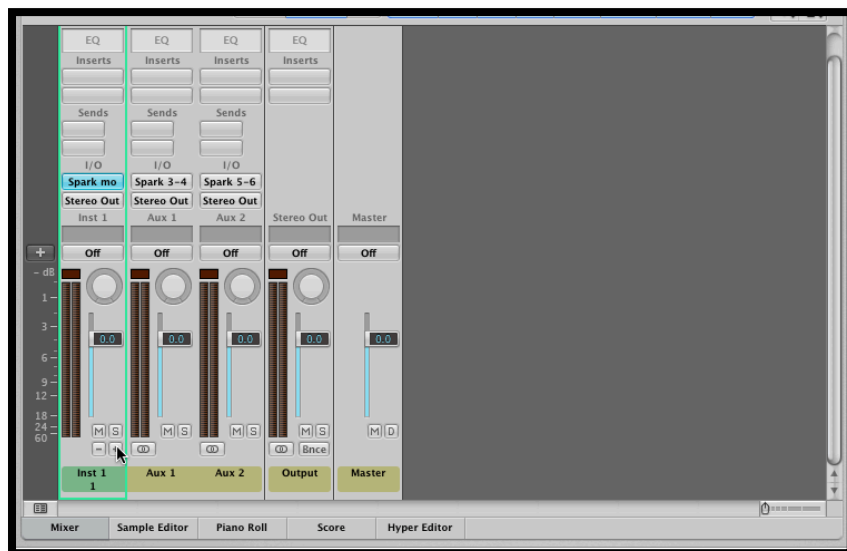 EQ EQ EQ EQ
Inserts Inserts Inserts Inserts
Sends Sends Sends
I/O I/O I/O
Spark mo Spark 3-4 Spark 5-6
Stereo Out Stereo Out Stereo Out
Inst 1 Aux 1 Aux 2 Stereo Out Master
+ Off Off Off Off Off
- dB
1
3
0.0 0.0 0.0 0.0 0.0
6
9
12
18
24 M S M S M S M S M D
60
- Bnce
Inst 1 Aux 1 Aux 2 Output Master
1
Mixer Sample Editor Piano Roll Score Hyper Editor